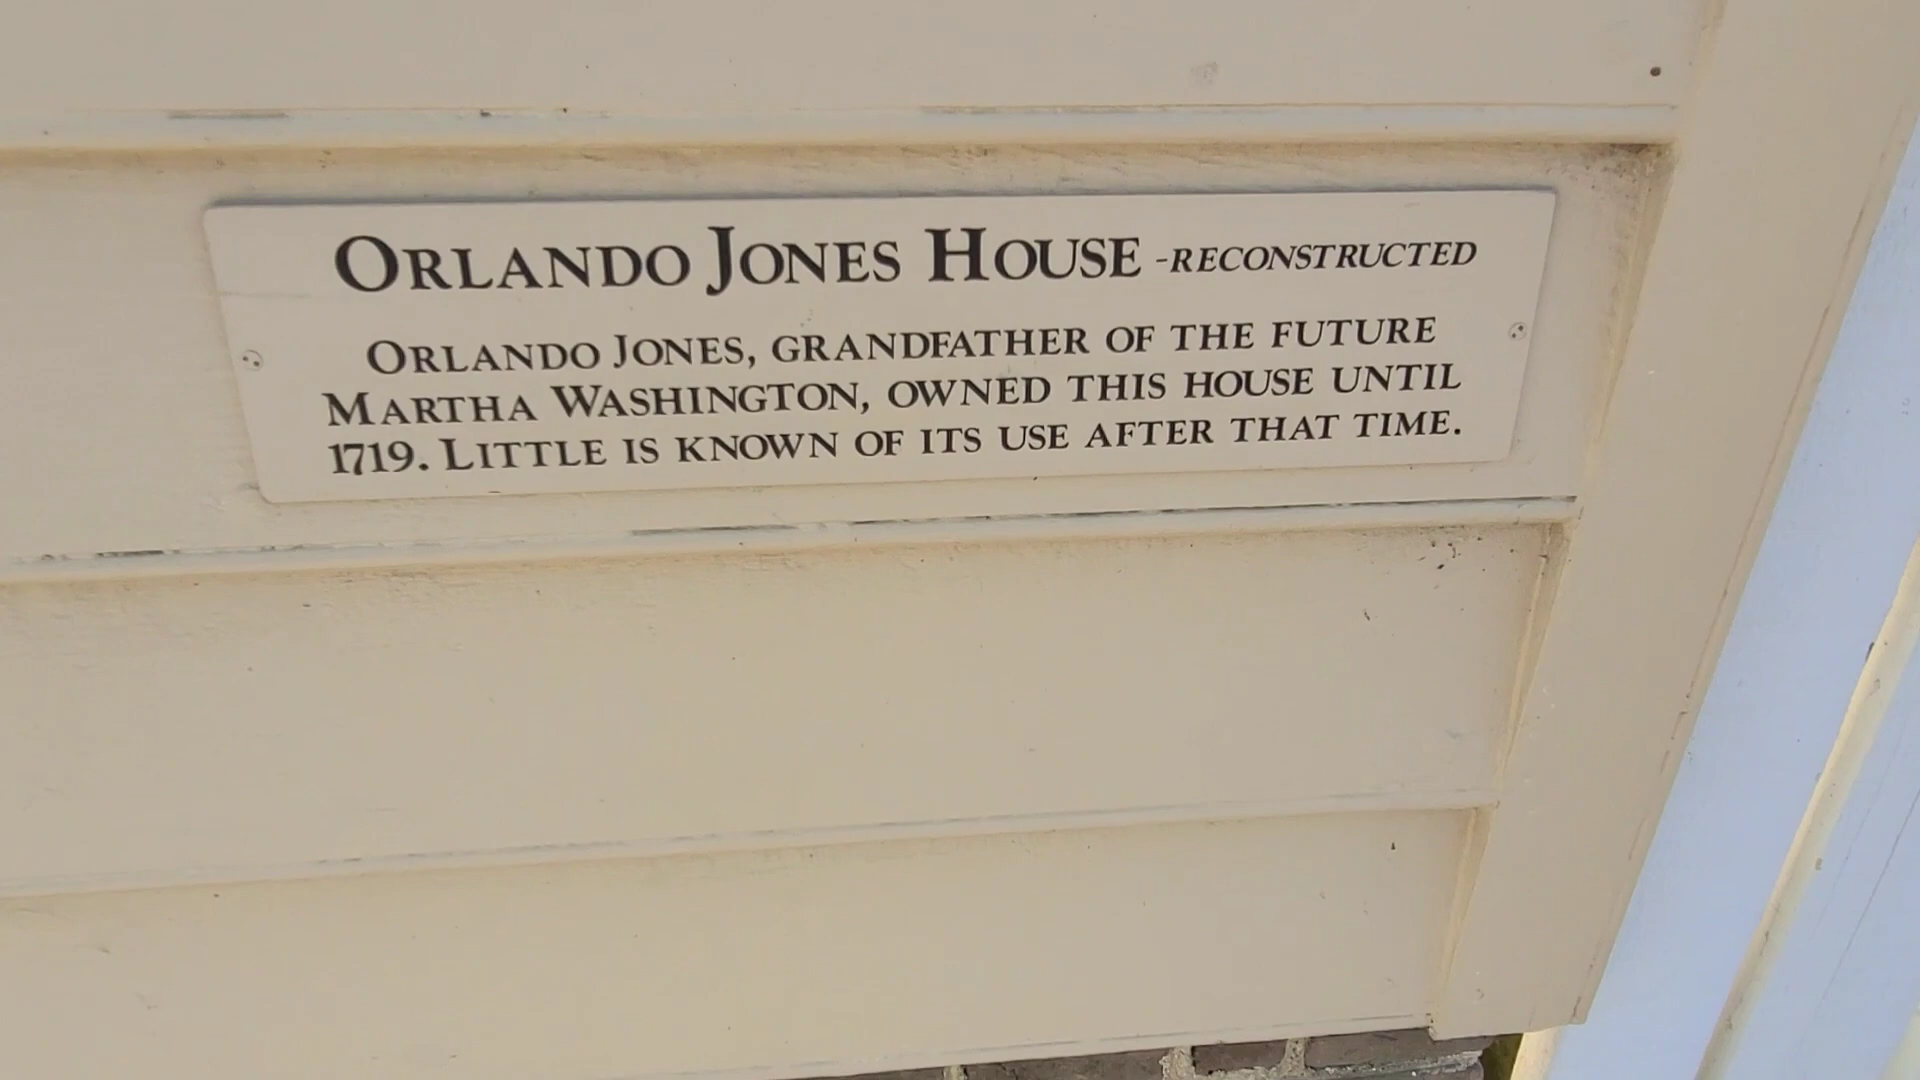 ORLANDO JONES HOUSE -RECONSTRUCTED
ORLANDO JONES, GRANDFATHER OF THE FUTURE
MARTHA WASHINGTON, OWNED THIS HOUSE UNTIL
1719. LITTLE IS KNOWN OF ITS USE AFTER THAT TIME.